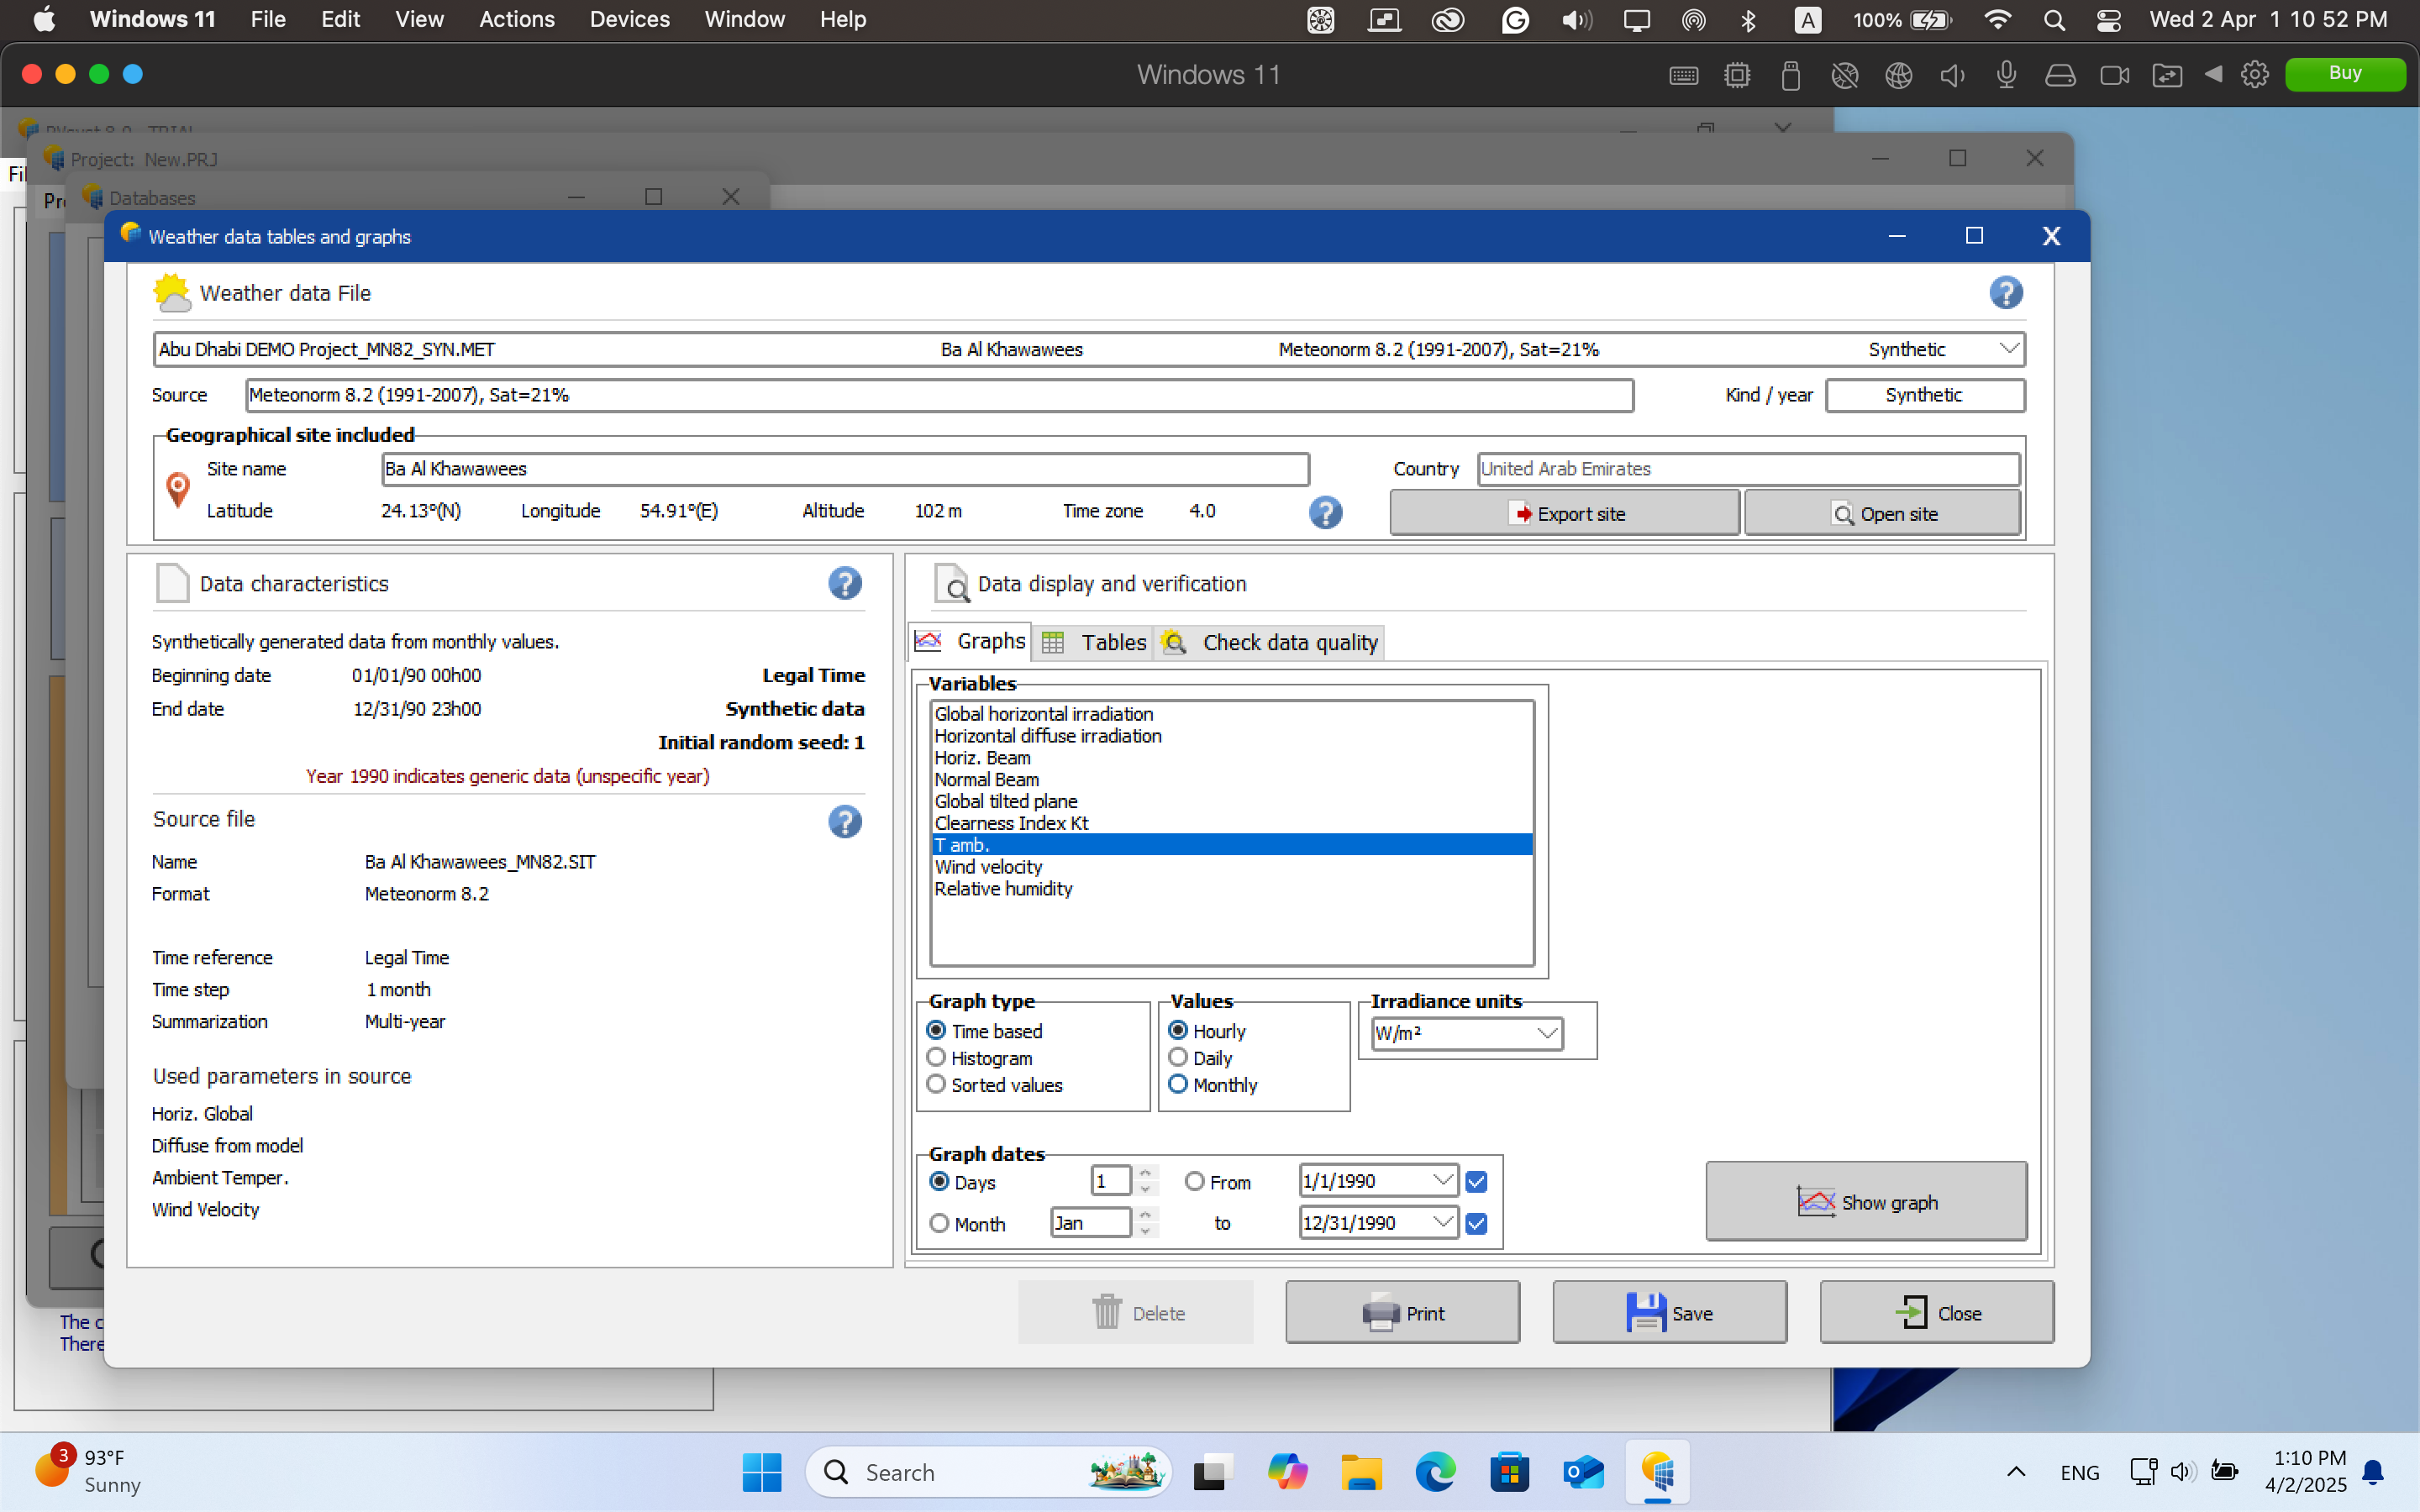 Windows 11 File Edit View Actions Devices Window Help A 100% Wed 2 Apr 1 10 52 PM
Windows 11 Buy
Project: New.PRJ
Databases
Weather data tables and graphs
Weather data File
Abu Dhabi DEMO Project_MN82_SYN.MET Ba Al Khawawees Meteonorm 8.2 (1991-2007), Sat=21% Synthetic
Source Meteonorm 8.2 (1991-2007), Sat=21% Kind / year Synthetic
Geographical site included
Site name Ba Al Khawawees Country United Arab Emirates
Latitude 24.13°(N) Longitude 54.91°(E) Altitude 102 m Time zone 4.0 Export site Open site
Data characteristics
Synthetically generated data from monthly values.
Beginning date 01/01/90 00h00 Legal Time
End date 12/31/90 23h00 Synthetic data
Initial random seed: 1
Year 1990 indicates generic data (unspecific year)
Source file
Name Ba Al Khawawees_MN82.SIT
Format Meteonorm 8.2
Time reference Legal Time
Time step 1 month
Summarization Multi-year
Used parameters in source
Horiz. Global
Diffuse from model
Ambient Temper.
Wind Velocity
Data display and verification
Graphs Tables Check data quality
Variables
Global horizontal irradiation
Horizontal diffuse irradiation
Horiz. Beam
Normal Beam
Global tilted plane
Clearness Index Kt
T amb.
Wind velocity
Relative humidity
Graph type Values Irradiance units
Time based Hourly W/m²
Histogram Daily
Sorted values Monthly
Graph dates
Days 1 From 1/1/1990
Month Jan to 12/31/1990
Show graph
Delete Print Save Close
The c
There
3 93°F
Sunny
Search
ENG
1:10 PM
4/2/2025